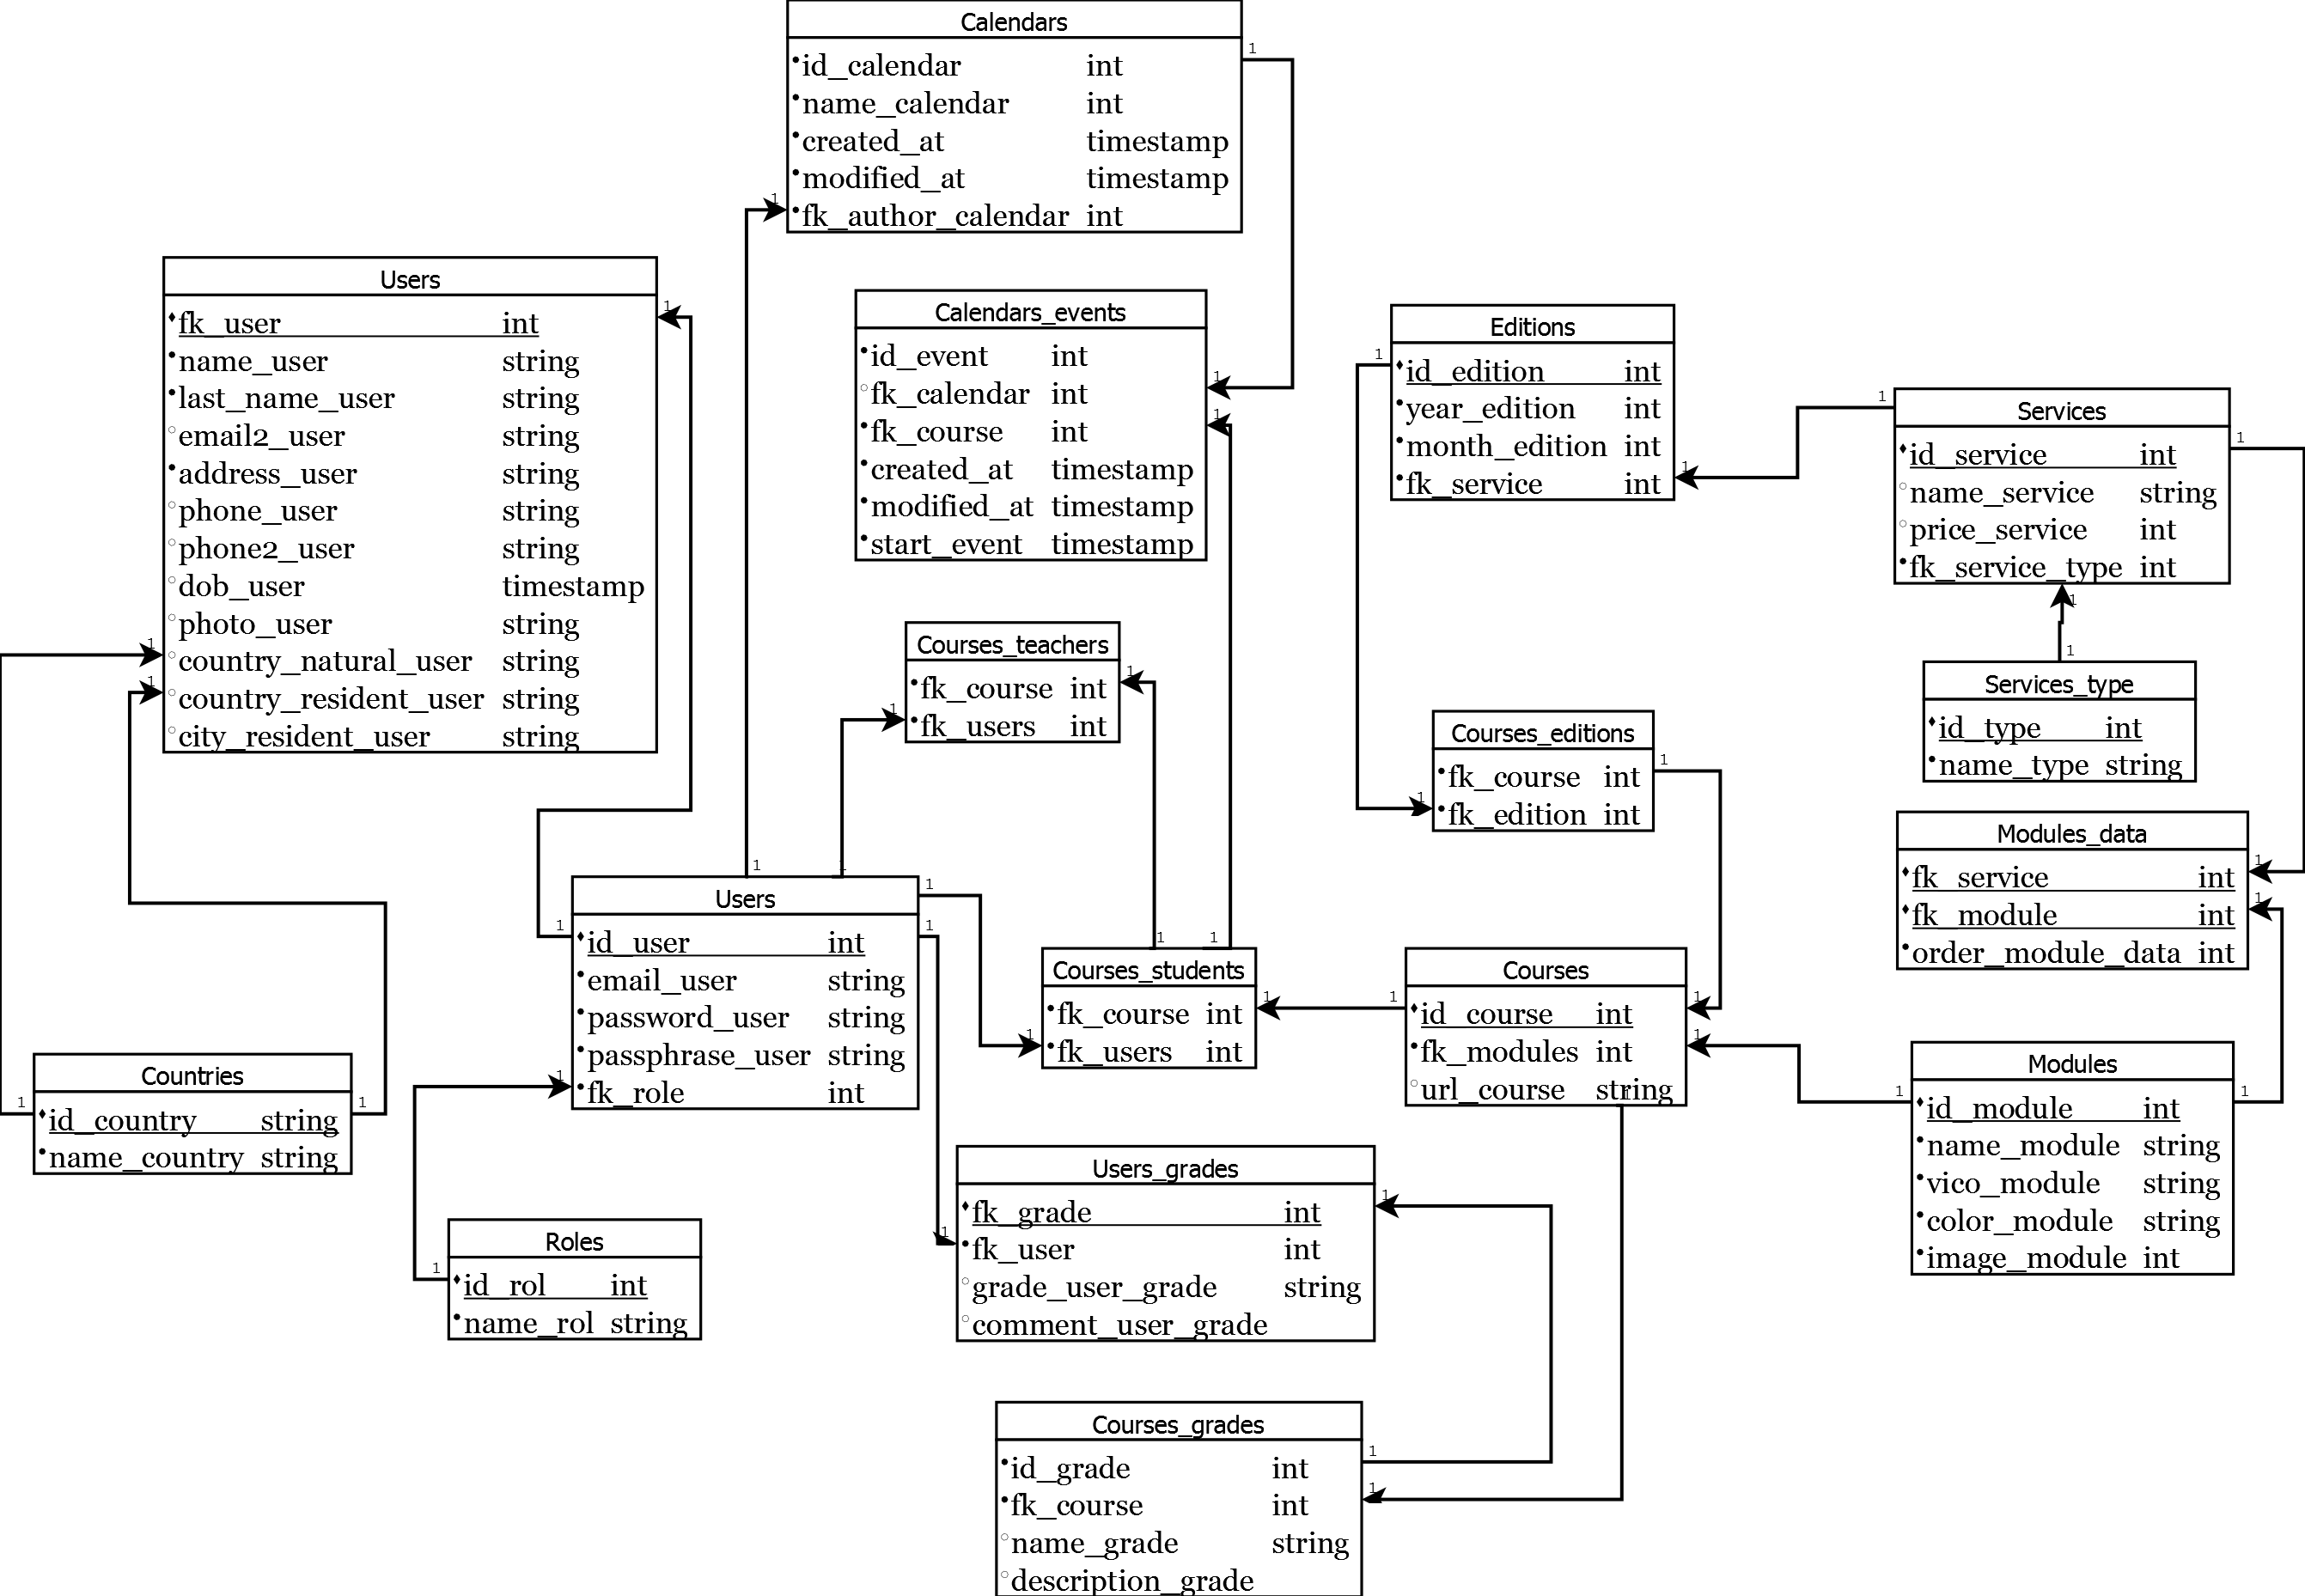 Calendars
id_calendar int
name_calendar int
created_at timestamp
modified_at timestamp
fk_author_calendar int
1
1
Users
fk_user int
name_user string
last_name_user string
email2_user string
address_user string
phone_user string
phone2_user string
dob_user timestamp
photo_user string
country_natural_user string
country_resident_user string
city_resident_user string
1
1
1
Calendars_events
id_event int
fk_calendar int
fk_course int
created_at timestamp
modified_at timestamp
start_event timestamp
1
1
Editions
id_edition int
year_edition int
month_edition int
fk_service int
1
1
Services
id_service int
name_service string
price_service int
fk_service_type int
1
1
1
Courses_teachers
fk_course int
fk_users int
1
1
Services_type
id_type int
name_type string
1
Courses_editions
fk_course int
fk_edition int
1
1
Modules_data
fk_service int
fk_module int
order_module_data int
1
1
Users
id_user int
email_user string
password_user string
passphrase_user string
fk_role int
1
1
1
1
1
1
Courses_students
fk_course int
fk_users int
1
1
1
1
Courses
id_course int
fk_modules int
url_course string
1
1
1
1
Modules
id_module int
name_module string
vico_module string
color_module string
image_module int
1
1
Countries
id_country string
name_country string
1
1
Roles
id_rol int
name_rol string
1
Users_grades
fk_grade int
fk_user int
grade_user_grade string
comment_user_grade
1
1
Courses_grades
id_grade int
fk_course int
name_grade string
description_grade
1
1